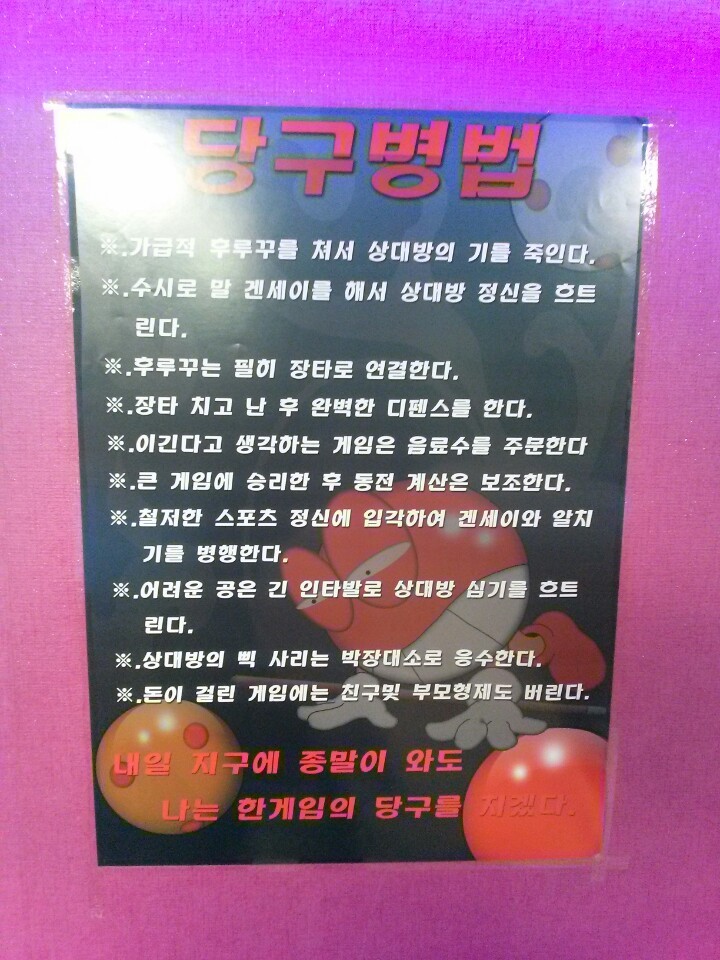 당구병법
※.가급적 후루꾸를 쳐서 상대방의 기를 죽인다.
※.수시로 말 겐세이를 해서 상대방 정신을 흐트
린다.
※.후루꾸는 필히 장타로 연결한다.
※.장타 치고 난 후 완벽한 디펜스를 한다.
※.이긴다고 생각하는 게임은 음료수를 주문한다
※.큰 게임에 승리한 후 동전 계산은 보조한다.
※.철저한 스포츠 정신에 입각하여 겐세이와 알치
기를 병행한다.
※.어려운 공은 긴 인타발로 상대방 심기를 흐트
린다.
※.상대방의 삑 사리는 박장대소로 응수한다.
※.돈이 걸린 게임에는 친구및 부모형제도 버린다.
내일 지구에 종말이 와도
나는 한게임의 당구를 치겠다.